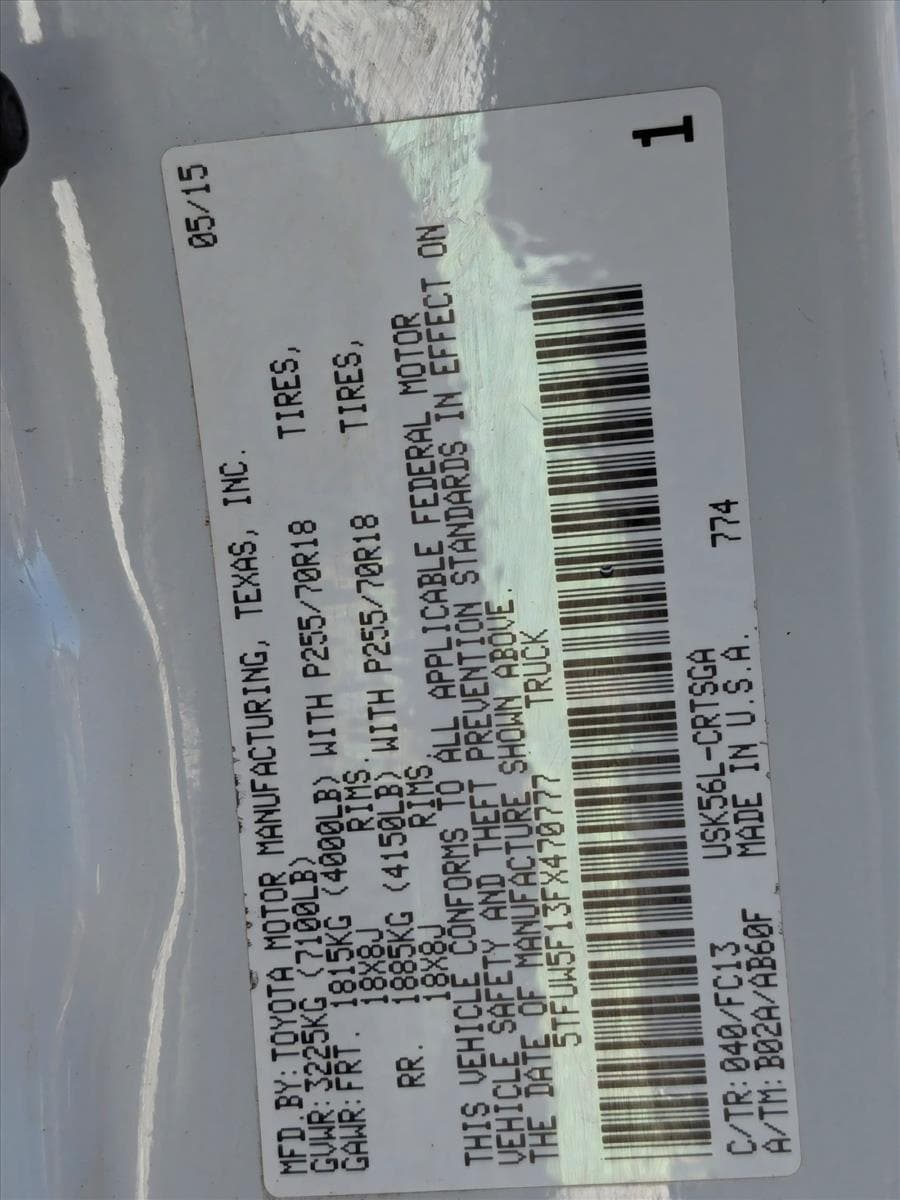 05/15
MFD.BY:TOYOTA MOTOR MANUFACTURING, TEXAS, INC.
GVWR:3225KG(7100LB)
GAWR:FRT. 1815KG (4000LB) WITH P255/70R18 TIRES,
18X8J RIMS.
RR. 1885KG (4150LB) WITH P255/70R18 TIRES,
18X8J RIMS
THIS VEHICLE CONFORMS TO ALL APPLICABLE FEDERAL MOTOR
VEHICLE SAFETY AND THEFT PREVENTION STANDARDS IN EFFECT ON
THE DATE OF MANUFACTURE SHOWN ABOVE.
5TFUW5F13FX470777 TRUCK
C/TR:040/FC13 USK56L-CRTSGA 774
A/TM:B02A/AB60F MADE IN U.S.A.
1